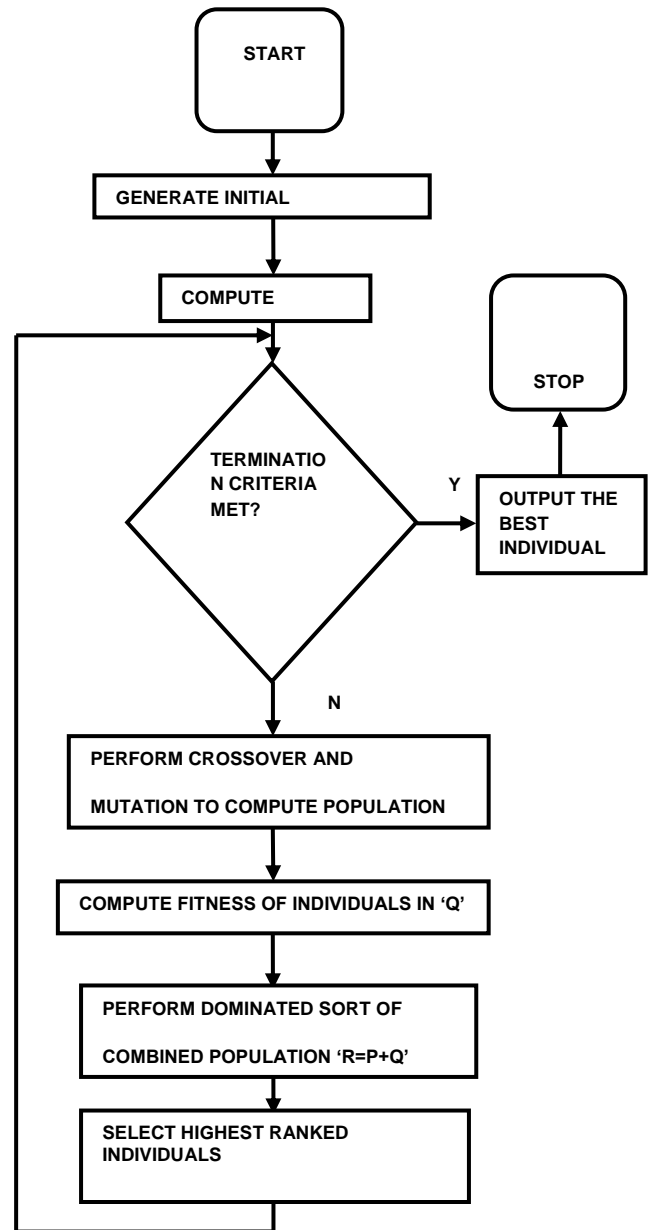 START
GENERATE INITIAL
COMPUTE
TERMINATIO
N CRITERIA
MET?
Y
OUTPUT THE
BEST
INDIVIDUAL
STOP
N
PERFORM CROSSOVER AND
MUTATION TO COMPUTE POPULATION
COMPUTE FITNESS OF INDIVIDUALS IN ‘Q’
PERFORM DOMINATED SORT OF
COMBINED POPULATION ‘R=P+Q’
SELECT HIGHEST RANKED
INDIVIDUALS